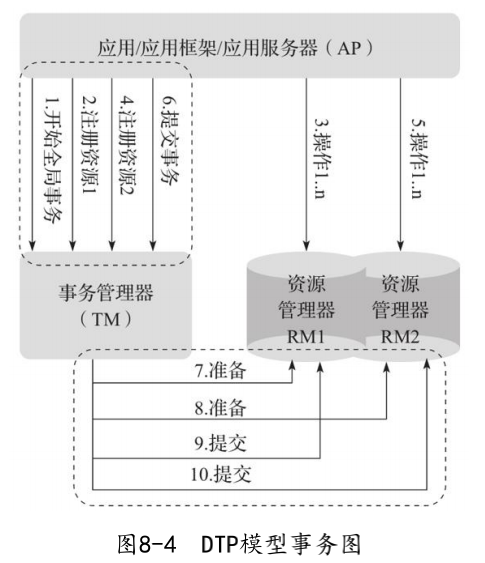 应用/应用框架/应用服务器（AP）
1.开始全局事务
2.注册资源1
4.注册资源2
6.提交事务
3.操作1..n
5.操作1..n
事务管理器
（TM）
资源
管理器
RM1
资源
管理器
RM2
7.准备
8.准备
9.提交
10.提交
图8-4 DTP模型事务图